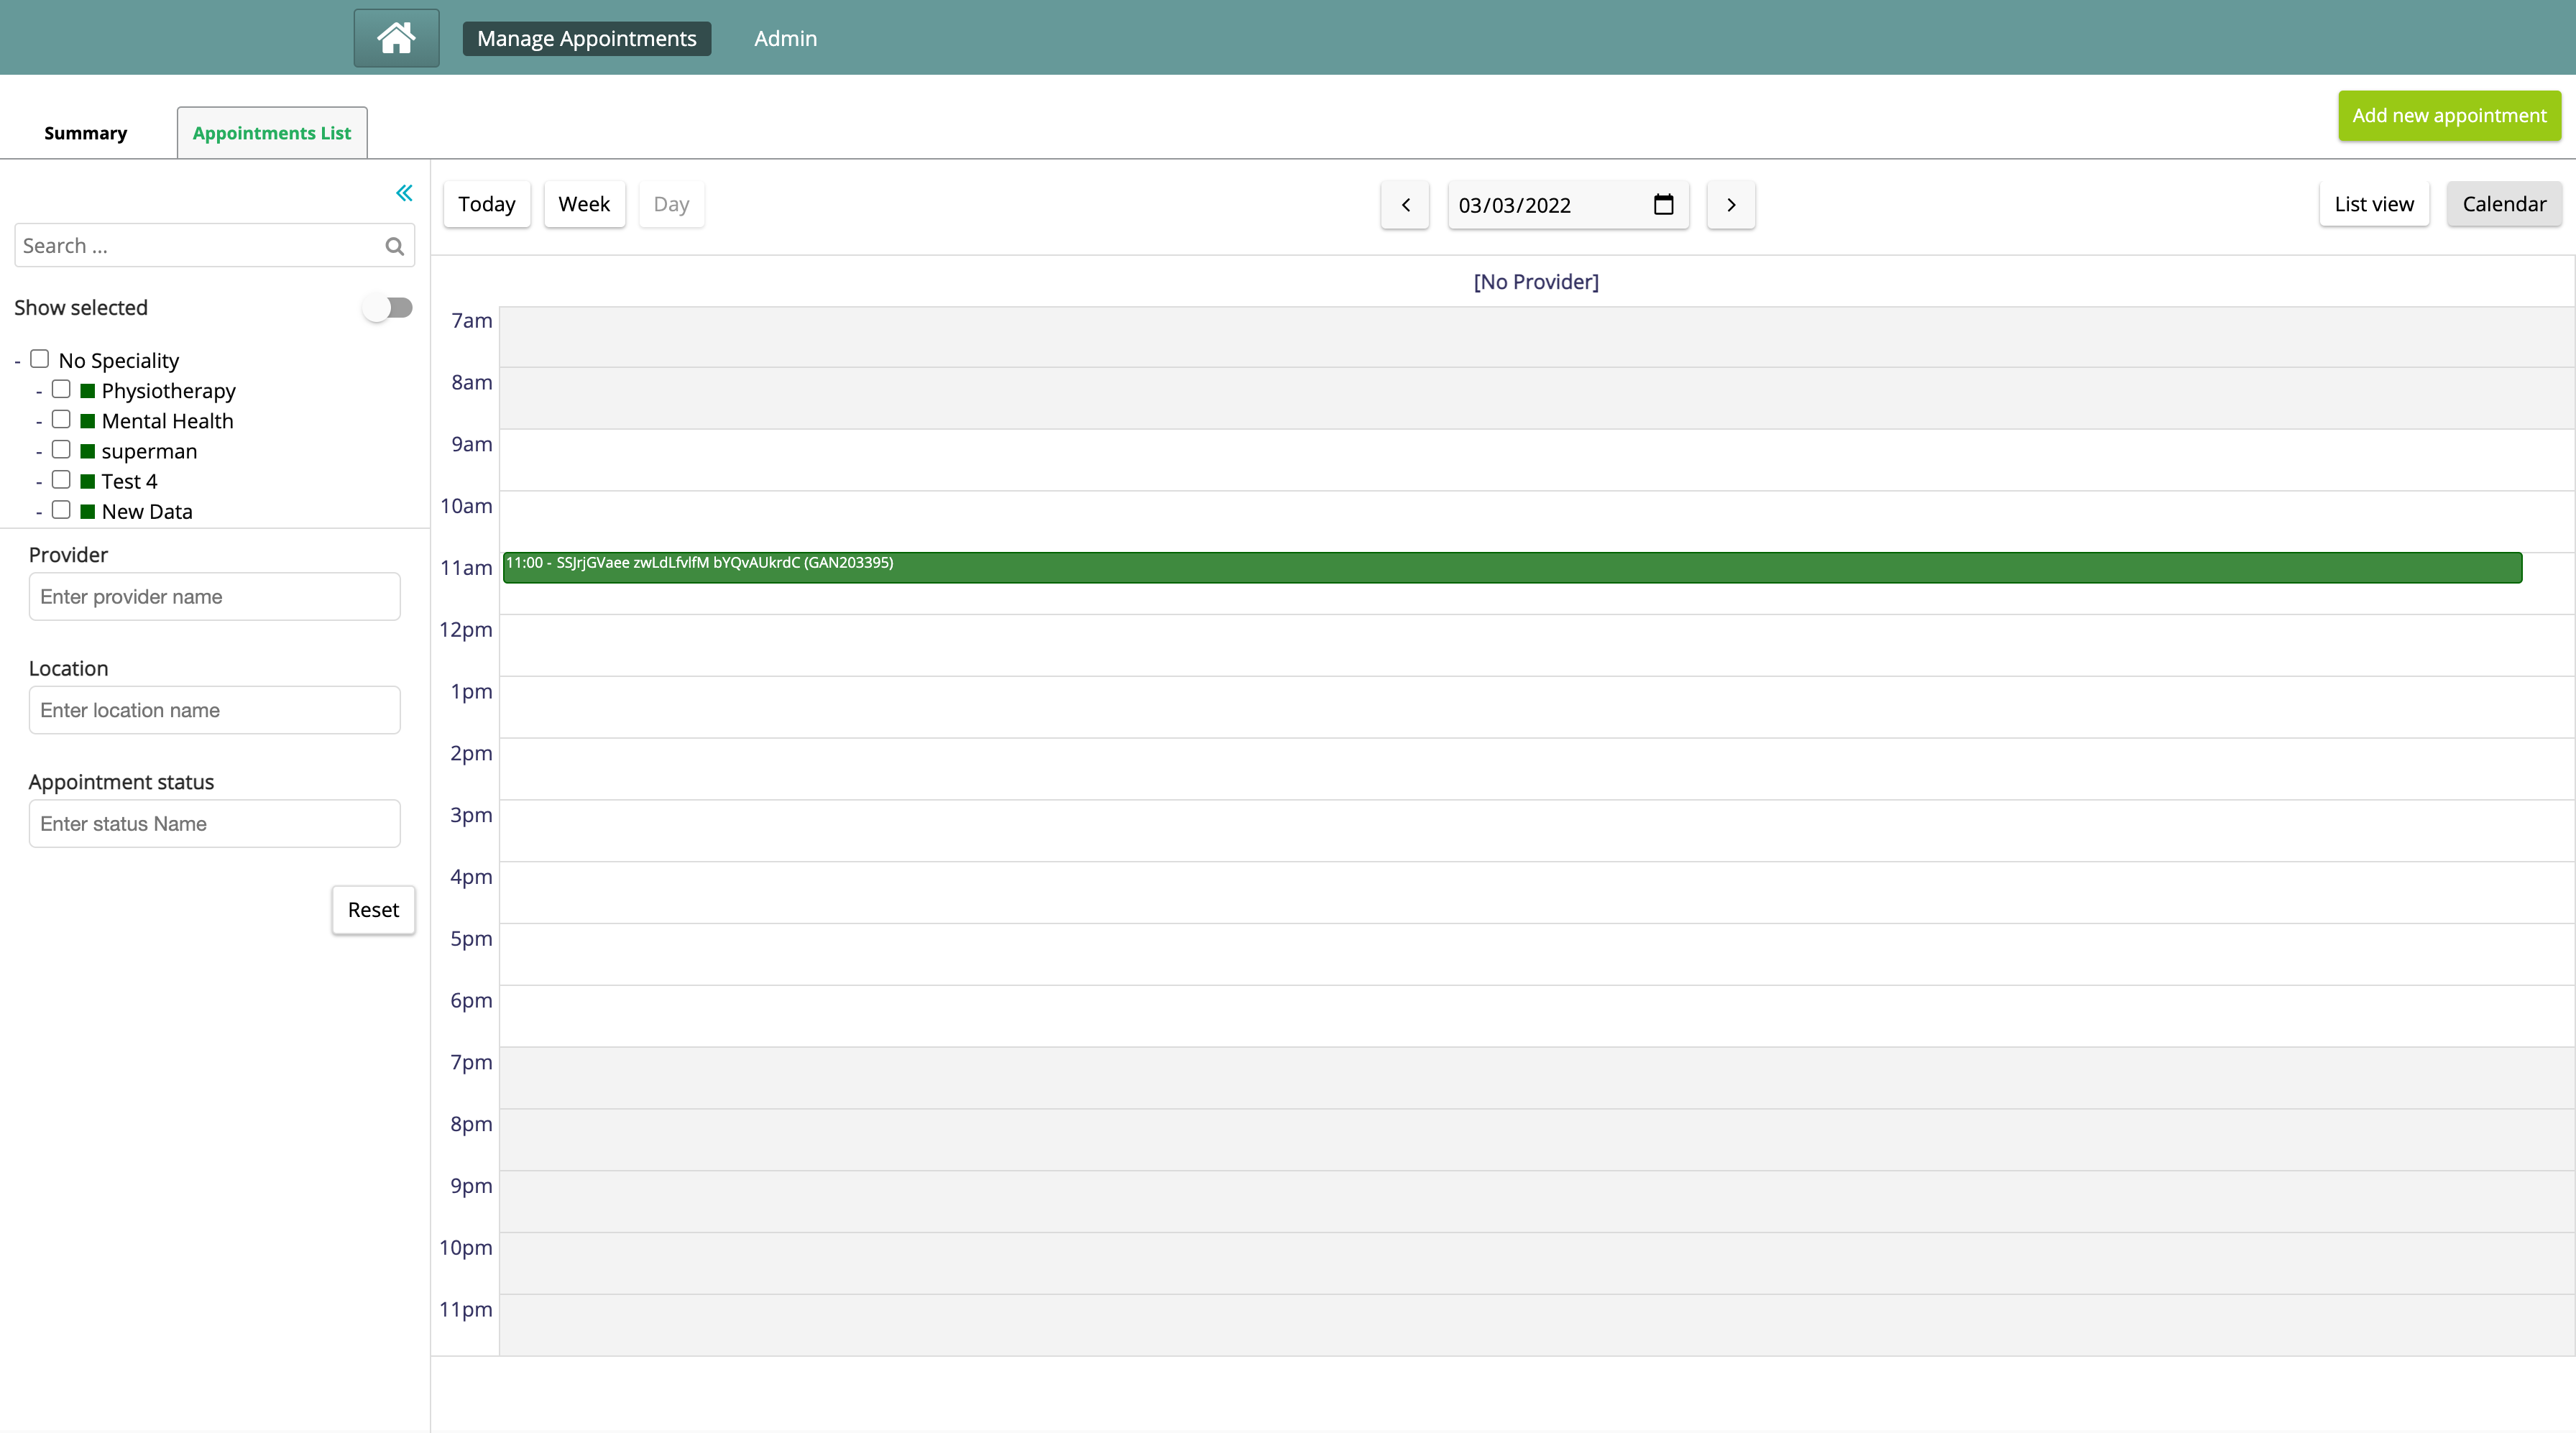 Manage Appointments
Admin
Summary
Appointments List
Add new appointment
Today
Week
Day
03/03/2022
List view
Calendar
Search ...
Show selected
- No Speciality
- Physiotherapy
- Mental Health
- superman
- Test 4
- New Data
Provider
Enter provider name
Location
Enter location name
Appointment status
Enter status Name
Reset
[No Provider]
7am
8am
9am
10am
11am
11:00 - SSJrjGVaee zwLdLfvlfM bYQvAUkrdC (GAN203395)
12pm
1pm
2pm
3pm
4pm
5pm
6pm
7pm
8pm
9pm
10pm
11pm